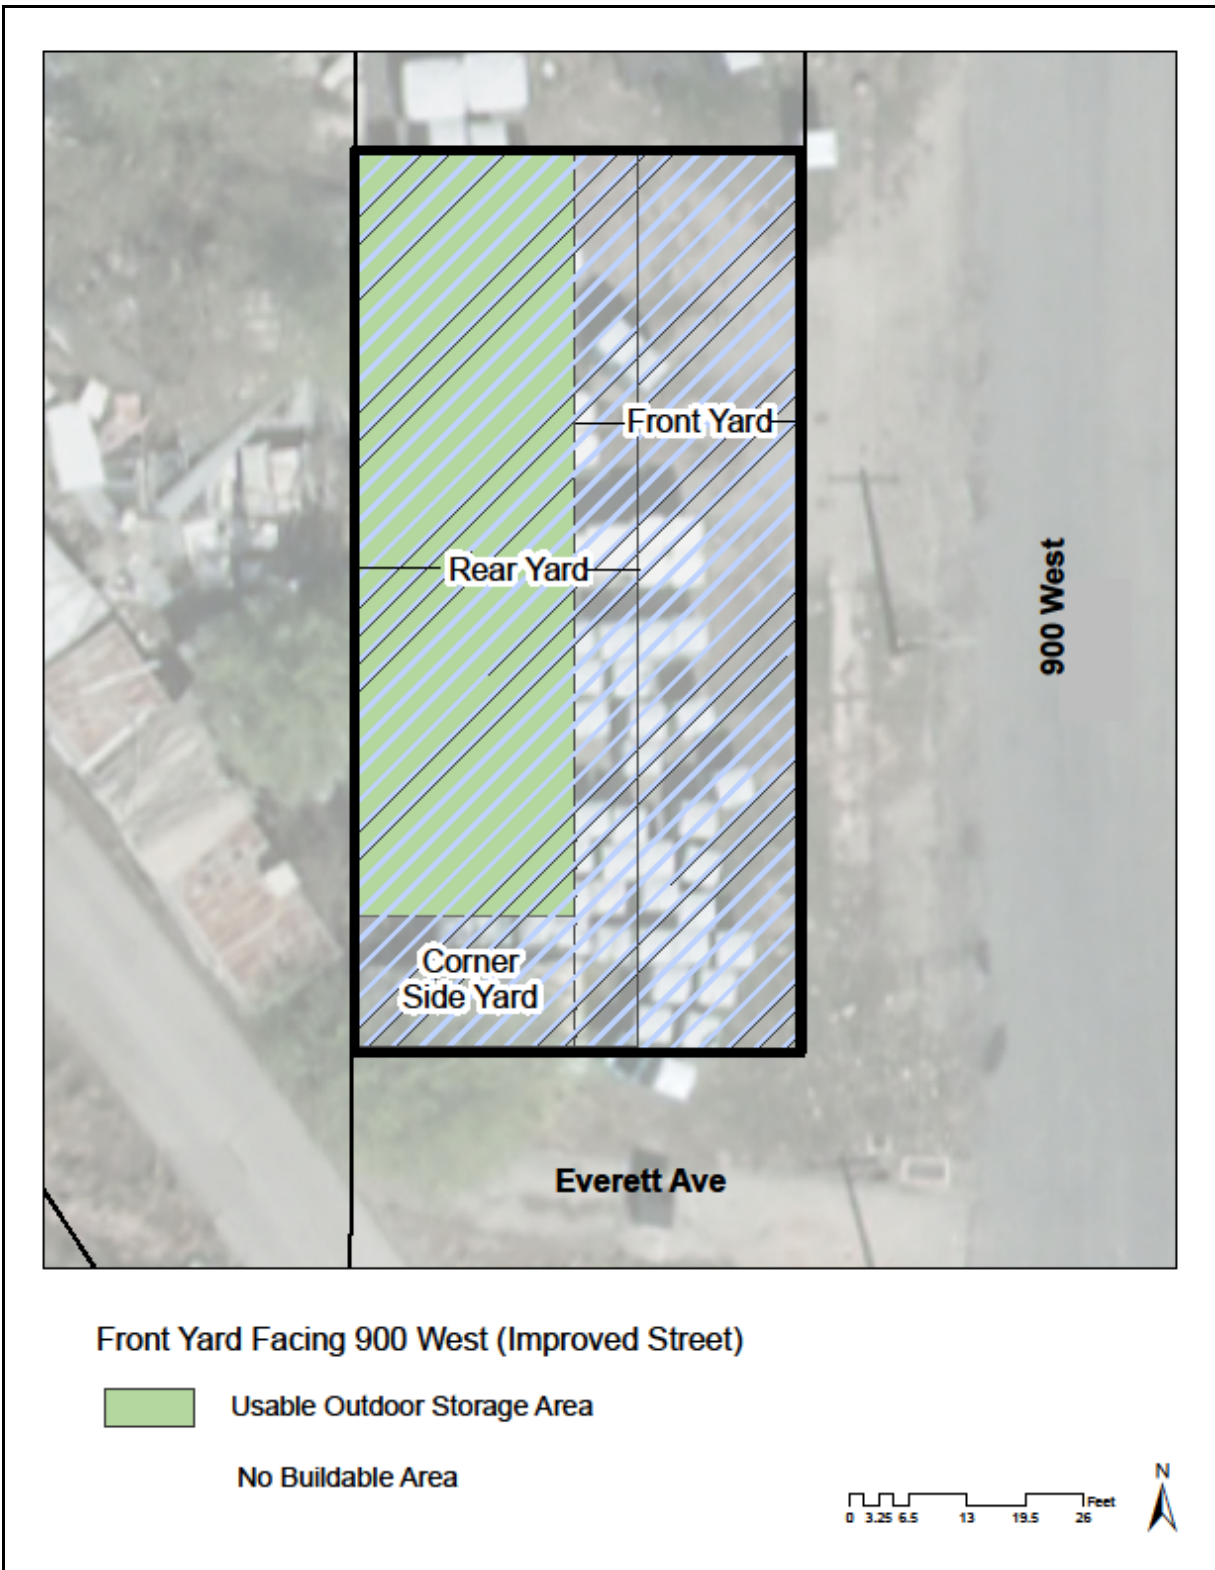 Front Yard
Rear Yard
900 West
Corner
Side Yard
Everett Ave
Front Yard Facing 900 West (Improved Street)
Usable Outdoor Storage Area
No Buildable Area
N
Feet
0 3.25 6.5 13 19.5 26